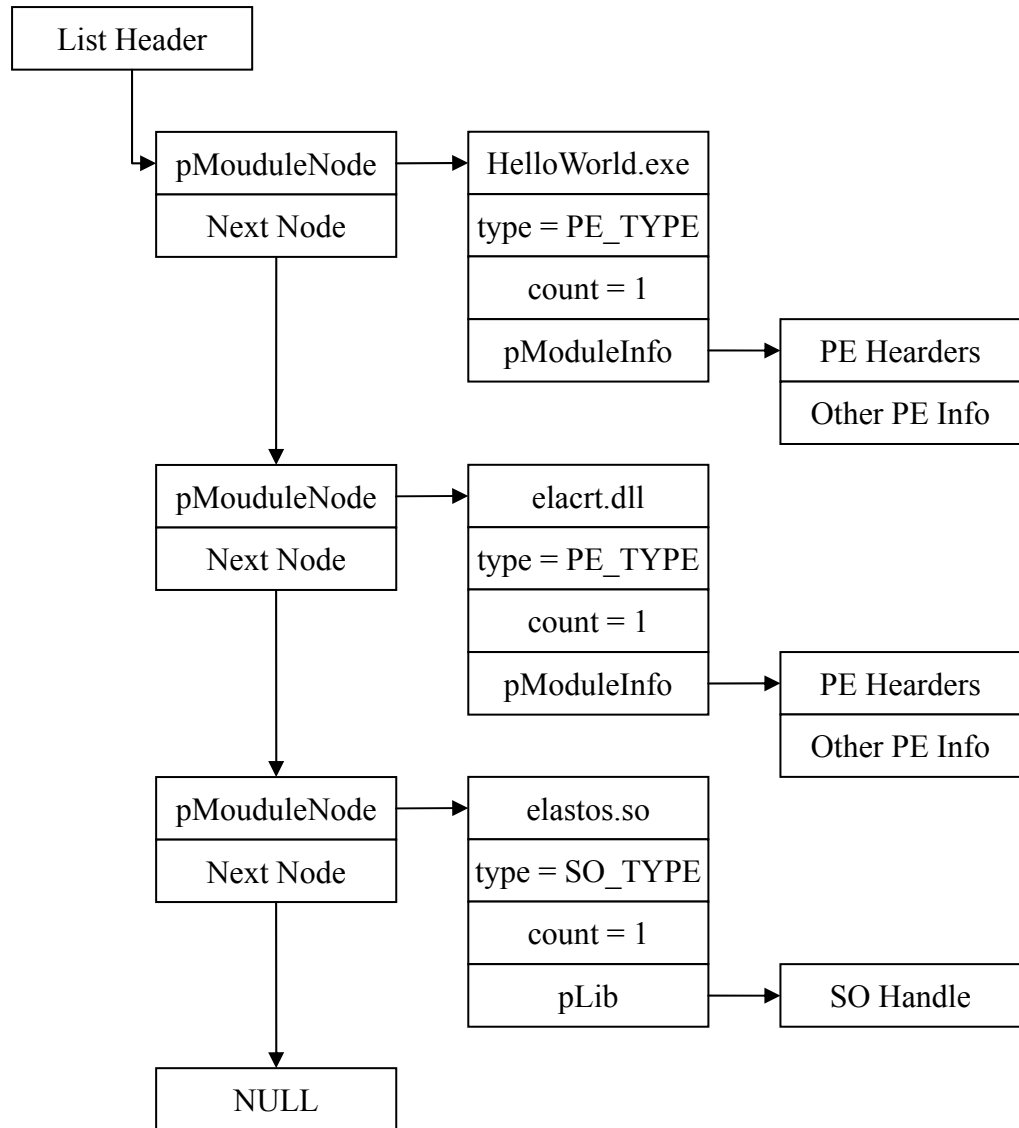 List Header
pMouduleNode
Next Node
HelloWorld.exe
type = PE_TYPE
count = 1
pModuleInfo
PE Hearders
Other PE Info
pMouduleNode
Next Node
elacrt.dll
type = PE_TYPE
count = 1
pModuleInfo
PE Hearders
Other PE Info
pMouduleNode
Next Node
elastos.so
type = SO_TYPE
count = 1
pLib
SO Handle
NULL